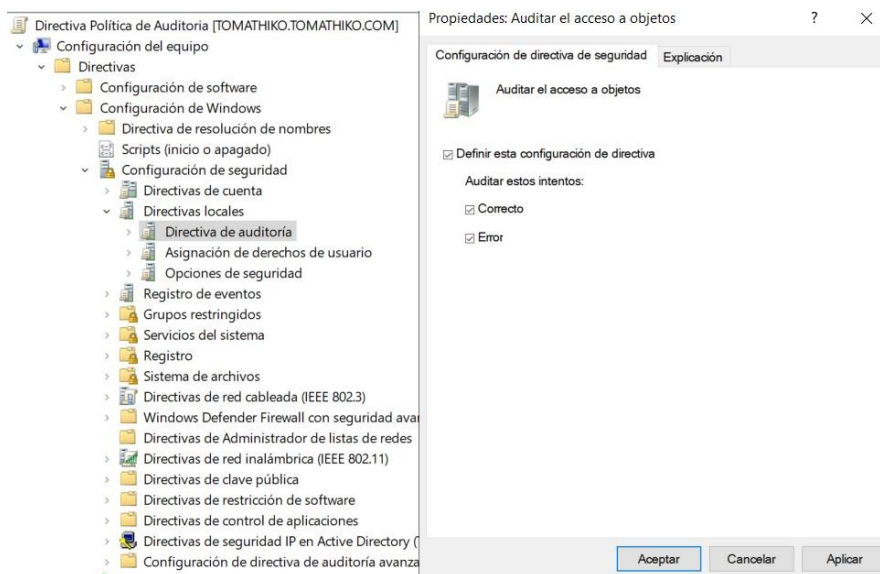 Directiva Política de Auditoria [TOMATHIKO.TOMATHIKO.COM]
Configuración del equipo
Directivas
Configuración de software
Configuración de Windows
Directiva de resolución de nombres
Scripts (inicio o apagado)
Configuración de seguridad
Directivas de cuenta
Directivas locales
Directiva de auditoría
Asignación de derechos de usuario
Opciones de seguridad
Registro de eventos
Grupos restringidos
Servicios del sistema
Registro
Sistema de archivos
Directivas de red cableada (IEEE 802.3)
Windows Defender Firewall con seguridad avan
Directivas de Administrador de listas de redes
Directivas de red inalámbrica (IEEE 802.11)
Directivas de clave pública
Directivas de restricción de software
Directivas de control de aplicaciones
Directivas de seguridad IP en Active Directory (
Configuración de directiva de auditoría avanza
Propiedades: Auditar el acceso a objetos ?
Configuración de directiva de seguridad Explicación
Auditar el acceso a objetos
Definir esta configuración de directiva
Auditar estos intentos:
Correcto
Error
Aceptar Cancelar Aplicar